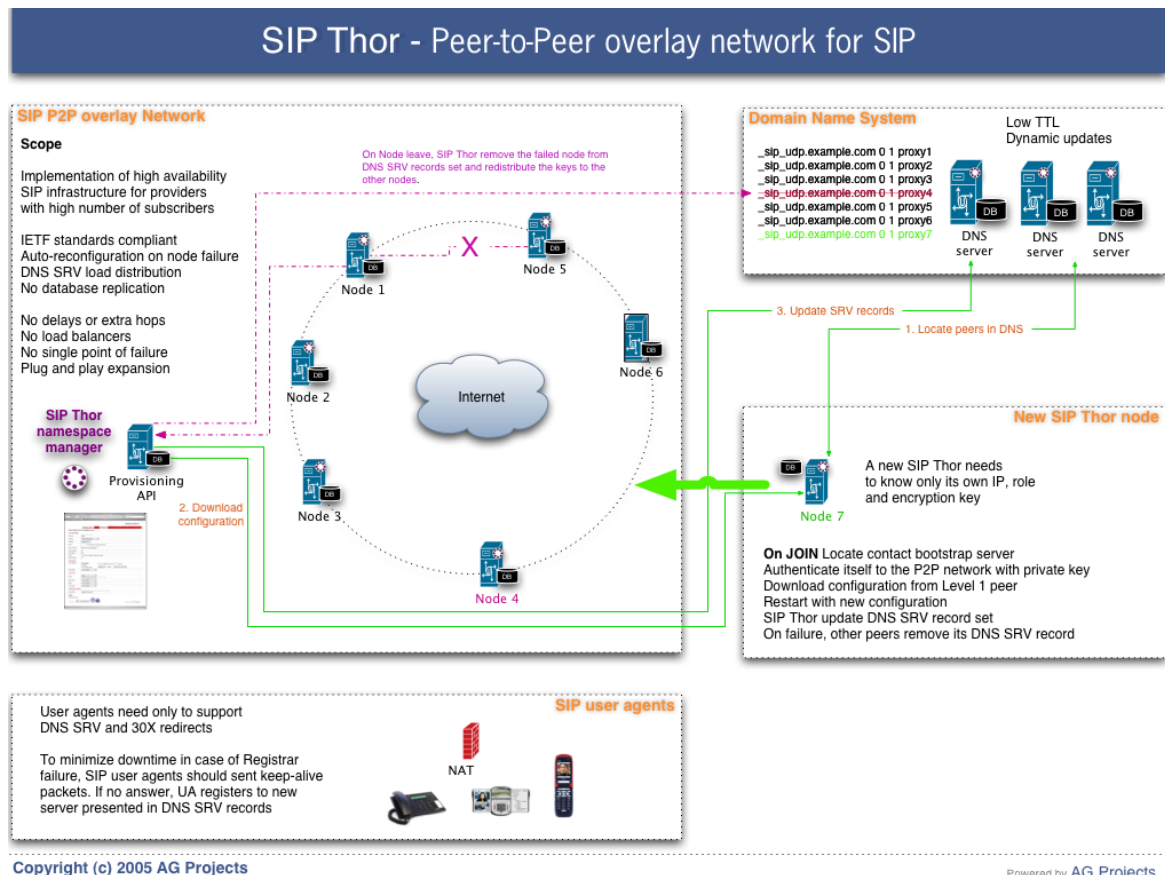 SIP Thor - Peer-to-Peer overlay network for SIP
SIP P2P overlay Network
Scope
Implementation of high availability
SIP infrastructure for providers
with high number of subscribers
IETF standards compliant
Auto-reconfiguration on node failure
DNS SRV load distribution
No database replication
No delays or extra hops
No load balancers
No single point of failure
Plug and play expansion
SIP Thor
namespace
manager
DB
Provisioning
API
2. Download
configuration
On Node leave, SIP Thor remove the failed node from
DNS SRV records set and redistribute the keys to the
other nodes.
X
DB
Node 1
DB
Node 5
DB
Node 2
DB
Node 6
Internet
DB
Node 3
DB
Node 4
Domain Name System
Low TTL
Dynamic updates
_sip_udp.example.com 0 1 proxy1
_sip_udp.example.com 0 1 proxy2
_sip_udp.example.com 0 1 proxy3
_sip_udp.example.com 0 1 proxy4
_sip_udp.example.com 0 1 proxy5
_sip_udp.example.com 0 1 proxy6
_sip_udp.example.com 0 1 proxy7
DB
DNS
server
DB
DNS
server
DB
DNS
server
3. Update SRV records
1. Locate peers in DNS
New SIP Thor node
DB
Node 7
A new SIP Thor needs
to know only its own IP, role
and encryption key
On JOIN Locate contact bootstrap server
Authenticate itself to the P2P network with private key
Download configuration from Level 1 peer
Restart with new configuration
SIP Thor update DNS SRV record set
On failure, other peers remove its DNS SRV record
SIP user agents
User agents need only to support
DNS SRV and 30X redirects
To minimize downtime in case of Registrar
failure, SIP user agents should sent keep-alive
packets. If no answer, UA registers to new
server presented in DNS SRV records
NAT
Copyright (c) 2005 AG Projects
Powered by AG Projects